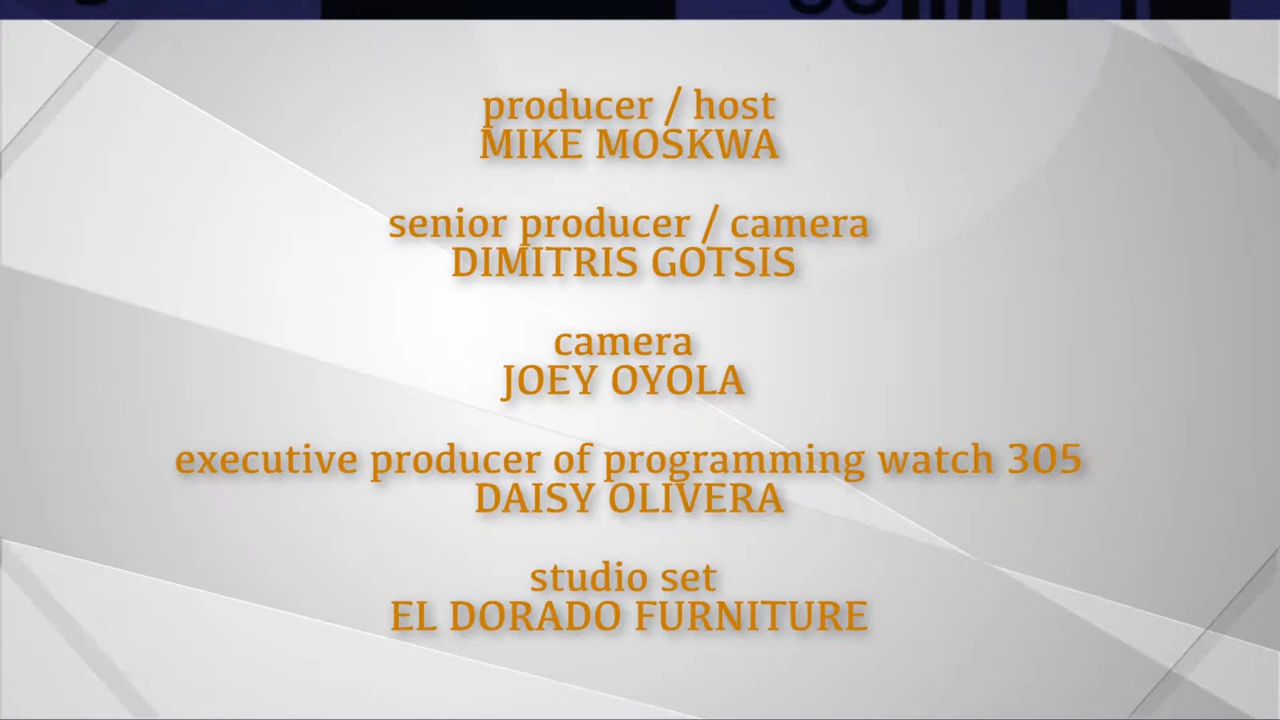 producer / host
MIKE MOSKWA
senior producer / camera
DIMITRIS GOTSIS
camera
JOEY OYOLA
executive producer of programming watch 305
DAISY OLIVERA
studio set
EL DORADO FURNITURE